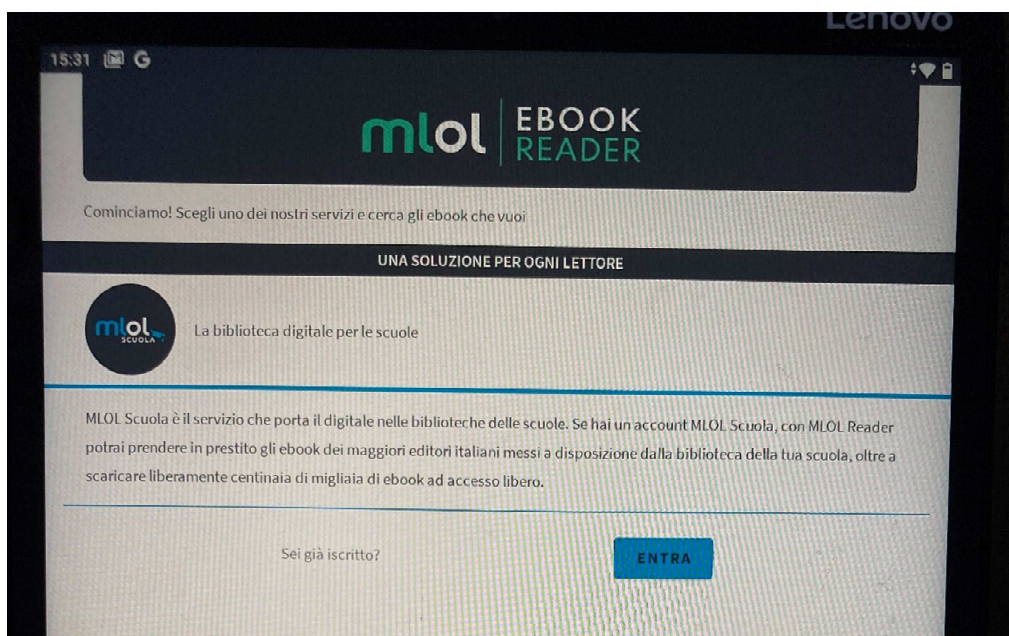 Lenovo
15:31 M G
mlol EBOOK
READER
Cominciamo! Scegli uno dei nostri servizi e cerca gli ebook che vuoi
UNA SOLUZIONE PER OGNI LETTORE
mlol
SCUOLA
La biblioteca digitale per le scuole
MLOL Scuola è il servizio che porta il digitale nelle biblioteche delle scuole. Se hai un account MLOL Scuola, con MLOL Reader
potrai prendere in prestito gli ebook dei maggiori editori italiani messi a disposizione dalla biblioteca della tua scuola, oltre a
scaricare liberamente centinaia di migliaia di ebook ad accesso libero.
Sei già iscritto?
ENTRA